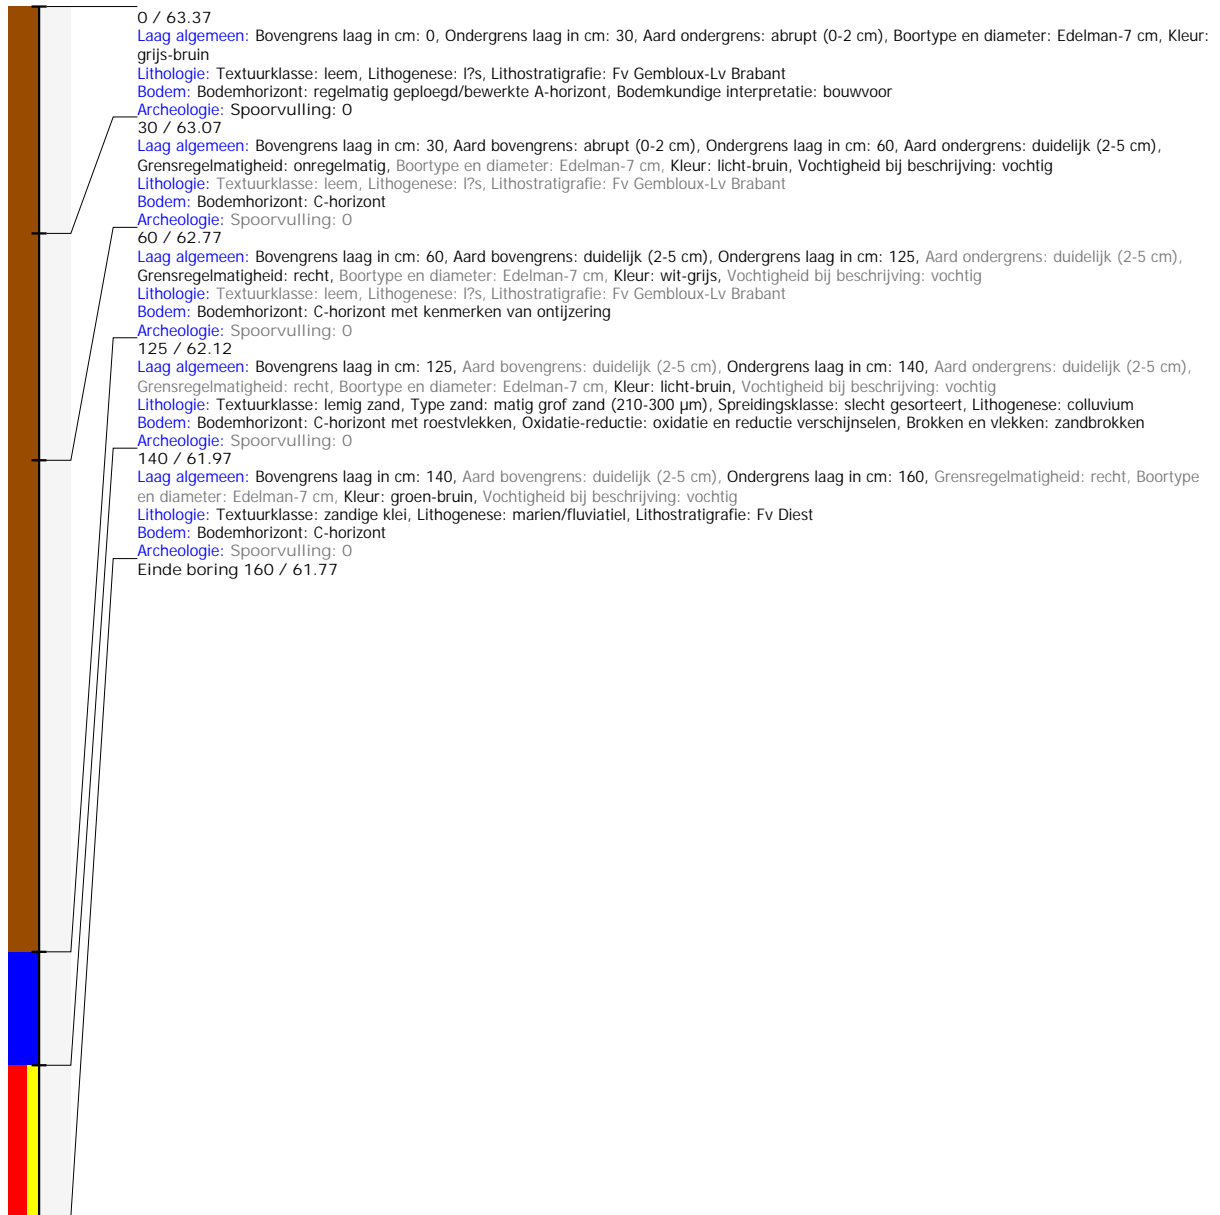 0 / 63.37
Laag algemeen: Bovengrens laag in cm: 0, Ondergrens laag in cm: 30, Aard ondergrens: abrupt (0-2 cm), Boortype en diameter: Edelman-7 cm, Kleur:
grijs-bruin
Lithologie: Textuurklasse: leem, Lithogenese: l?s, Lithostratigrafie: Fv Gembloux-Lv Brabant
Bodem: Bodemhorizont: regelmatig geploegd/bewerkte A-horizont, Bodemkundige interpretatie: bouwvoor
Archeologie: Spoorvulling: 0
30 / 63.07
Laag algemeen: Bovengrens laag in cm: 30, Aard bovengrens: abrupt (0-2 cm), Ondergrens laag in cm: 60, Aard ondergrens: duidelijk (2-5 cm),
Grensregelmatigheid: onregelmatig, Boortype en diameter: Edelman-7 cm, Kleur: licht-bruin, Vochtigheid bij beschrijving: vochtig
Lithologie: Textuurklasse: leem, Lithogenese: l?s, Lithostratigrafie: Fv Gembloux-Lv Brabant
Bodem: Bodemhorizont: C-horizont
Archeologie: Spoorvulling: 0
60 / 62.77
Laag algemeen: Bovengrens laag in cm: 60, Aard bovengrens: duidelijk (2-5 cm), Ondergrens laag in cm: 125, Aard ondergrens: duidelijk (2-5 cm),
Grensregelmatigheid: recht, Boortype en diameter: Edelman-7 cm, Kleur: wit-grijs, Vochtigheid bij beschrijving: vochtig
Lithologie: Textuurklasse: leem, Lithogenese: l?s, Lithostratigrafie: Fv Gembloux-Lv Brabant
Bodem: Bodemhorizont: C-horizont met kenmerken van ontijzering
Archeologie: Spoorvulling: 0
125 / 62.12
Laag algemeen: Bovengrens laag in cm: 125, Aard bovengrens: duidelijk (2-5 cm), Ondergrens laag in cm: 140, Aard ondergrens: duidelijk (2-5 cm),
Grensregelmatigheid: recht, Boortype en diameter: Edelman-7 cm, Kleur: licht-bruin, Vochtigheid bij beschrijving: vochtig
Lithologie: Textuurklasse: lemig zand, Type zand: matig grof zand (210-300 µm), Spreidingsklasse: slecht gesorteert, Lithogenese: colluvium
Bodem: Bodemhorizont: C-horizont met roestvlekken, Oxidatie-reductie: oxidatie en reductie verschijnselen, Brokken en vlekken: zandbrokken
Archeologie: Spoorvulling: 0
140 / 61.97
Laag algemeen: Bovengrens laag in cm: 140, Aard bovengrens: duidelijk (2-5 cm), Ondergrens laag in cm: 160, Grensregelmatigheid: recht, Boortype
en diameter: Edelman-7 cm, Kleur: groen-bruin, Vochtigheid bij beschrijving: vochtig
Lithologie: Textuurklasse: zandige klei, Lithogenese: marien/fluviatiel, Lithostratigrafie: Fv Diest
Bodem: Bodemhorizont: C-horizont
Archeologie: Spoorvulling: 0
Einde boring 160 / 61.77